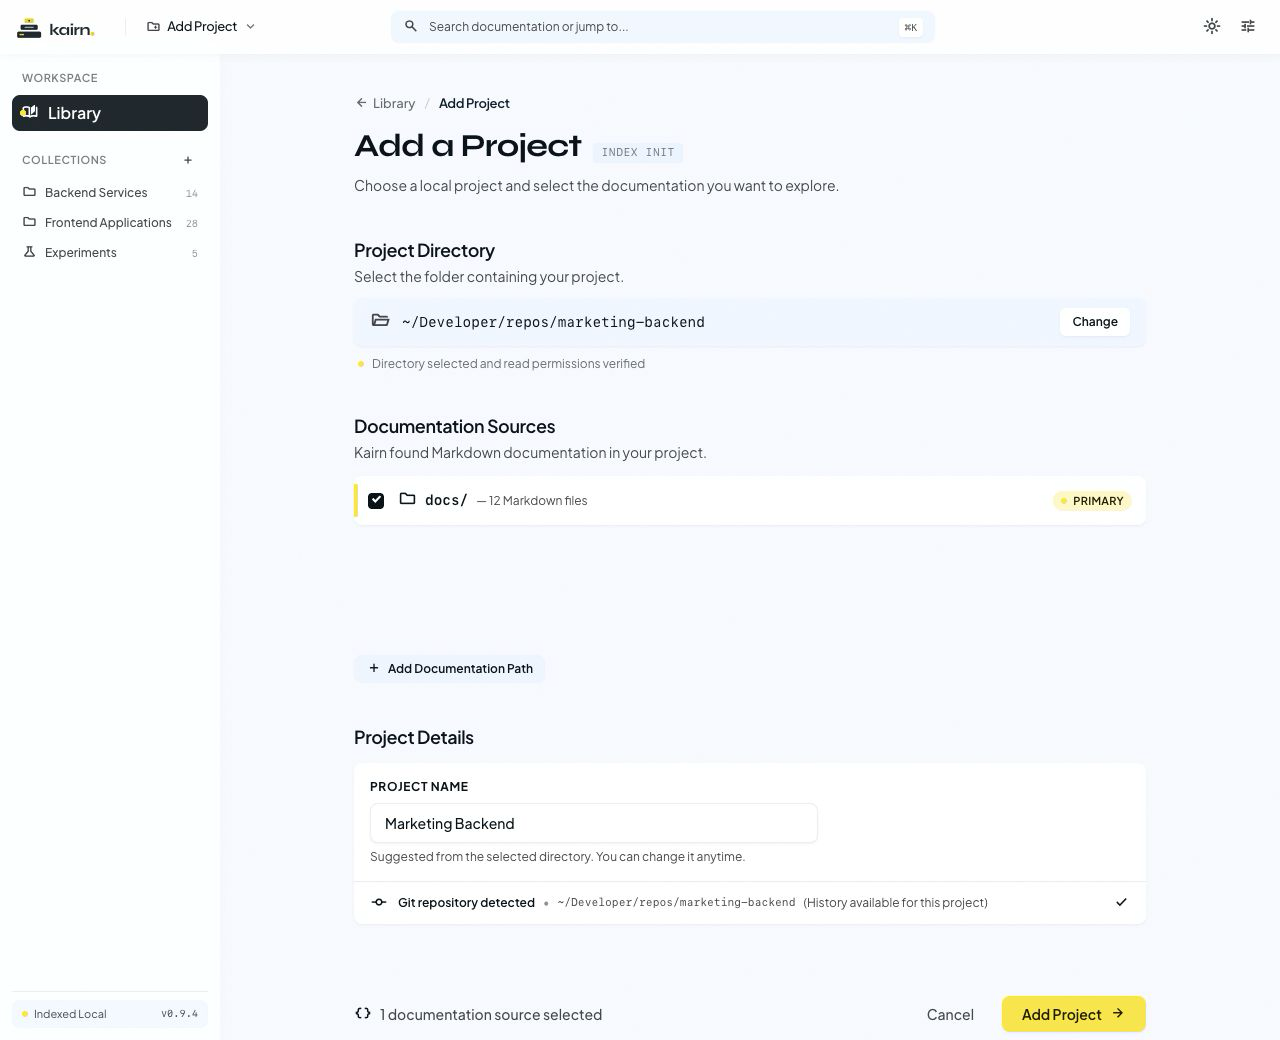 kairn.
Add Project
Search documentation or jump to...
⌘K
WORKSPACE
Library
COLLECTIONS
Backend Services 14
Frontend Applications 28
Experiments 5
Indexed Local v0.9.4
Library / Add Project
Add a Project INDEX INIT
Choose a local project and select the documentation you want to explore.
Project Directory
Select the folder containing your project.
~/Developer/repos/marketing-backend Change
Directory selected and read permissions verified
Documentation Sources
Kairn found Markdown documentation in your project.
docs/ — 12 Markdown files PRIMARY
+ Add Documentation Path
Project Details
PROJECT NAME
Marketing Backend
Suggested from the selected directory. You can change it anytime.
Git repository detected • ~/Developer/repos/marketing-backend (History available for this project)
1 documentation source selected Cancel Add Project →